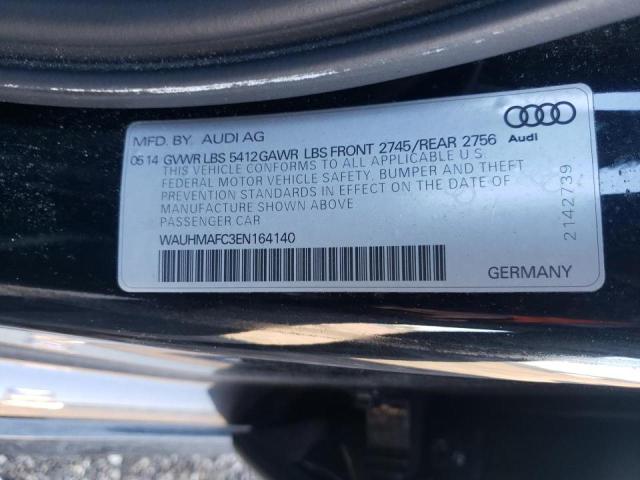 MFD. BY AUDI AG
05 14 GVWR LBS 5412 GAWR LBS FRONT 2745/REAR 2756
THIS VEHICLE CONFORMS TO ALL APPLICABLE U.S.
FEDERAL MOTOR VEHICLE SAFETY, BUMPER AND THEFT
PREVENTION STANDARDS IN EFFECT ON THE DATE OF
MANUFACTURE SHOWN ABOVE
PASSENGER CAR
WAUHMAFC3EN164140
GERMANY
Audi
2142739